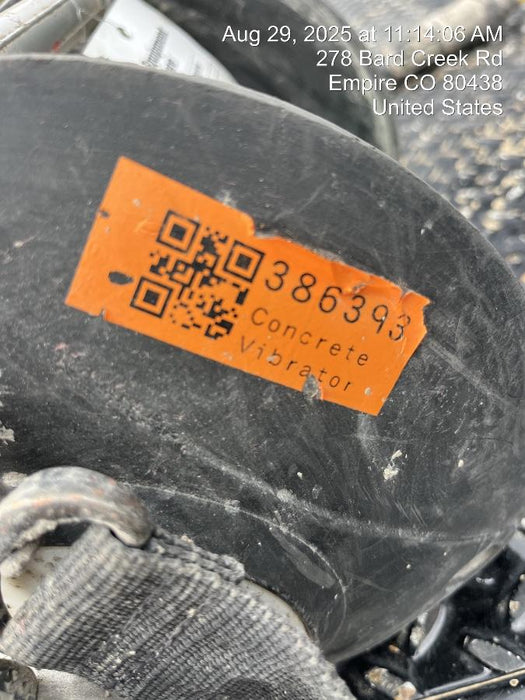 Aug 29, 2025 at 11:14:06 AM
278 Bard Creek Rd
Empire CO 80438
United States
386393
Concrete
Vibrator